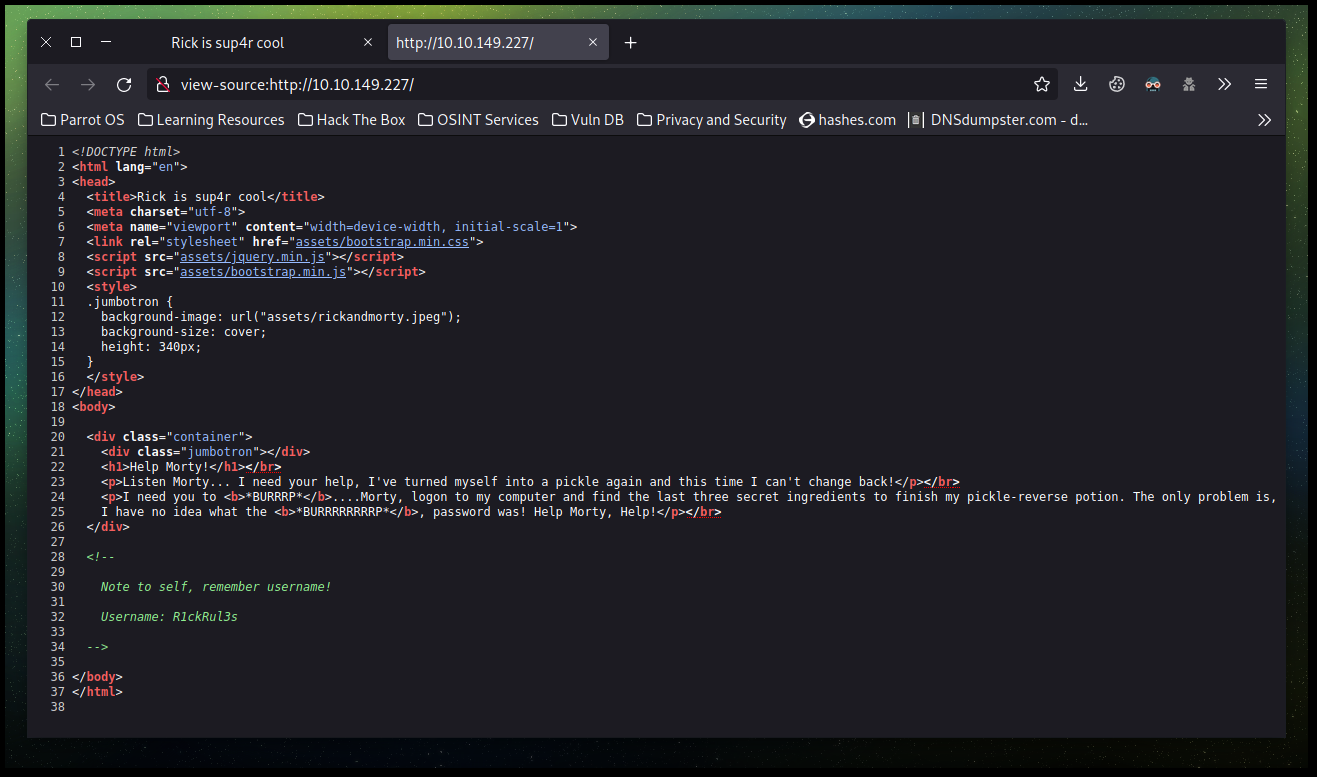 Rick is sup4r cool
http://10.10.149.227/
view-source:http://10.10.149.227/
Parrot OS Learning Resources Hack The Box OSINT Services Vuln DB Privacy and Security hashes.com DNSdumpster.com - d...
1 <!DOCTYPE html>
2 <html lang="en">
3 <head>
4   <title>Rick is sup4r cool</title>
5   <meta charset="utf-8">
6   <meta name="viewport" content="width=device-width, initial-scale=1">
7   <link rel="stylesheet" href="assets/bootstrap.min.css">
8   <script src="assets/jquery.min.js"></script>
9   <script src="assets/bootstrap.min.js"></script>
10   <style>
11   .jumbotron {
12     background-image: url("assets/rickandmorty.jpeg");
13     background-size: cover;
14     height: 340px;
15   }
16   </style>
17 </head>
18 <body>
19
20   <div class="container">
21     <div class="jumbotron"></div>
22     <h1>Help Morty!</h1></br>
23     <p>Listen Morty... I need your help, I've turned myself into a pickle again and this time I can't change back!</p></br>
24     <p>I need you to <b>*BURRRP*</b>....Morty, logon to my computer and find the last three secret ingredients to finish my pickle-reverse potion. The only problem is,
25     I have no idea what the <b>*BURRRRRRRRP*</b>, password was! Help Morty, Help!</p></br>
26   </div>
27
28   <!--
29
30     Note to self, remember username!
31
32     Username: R1ckRul3s
33
34   -->
35
36 </body>
37 </html>
38